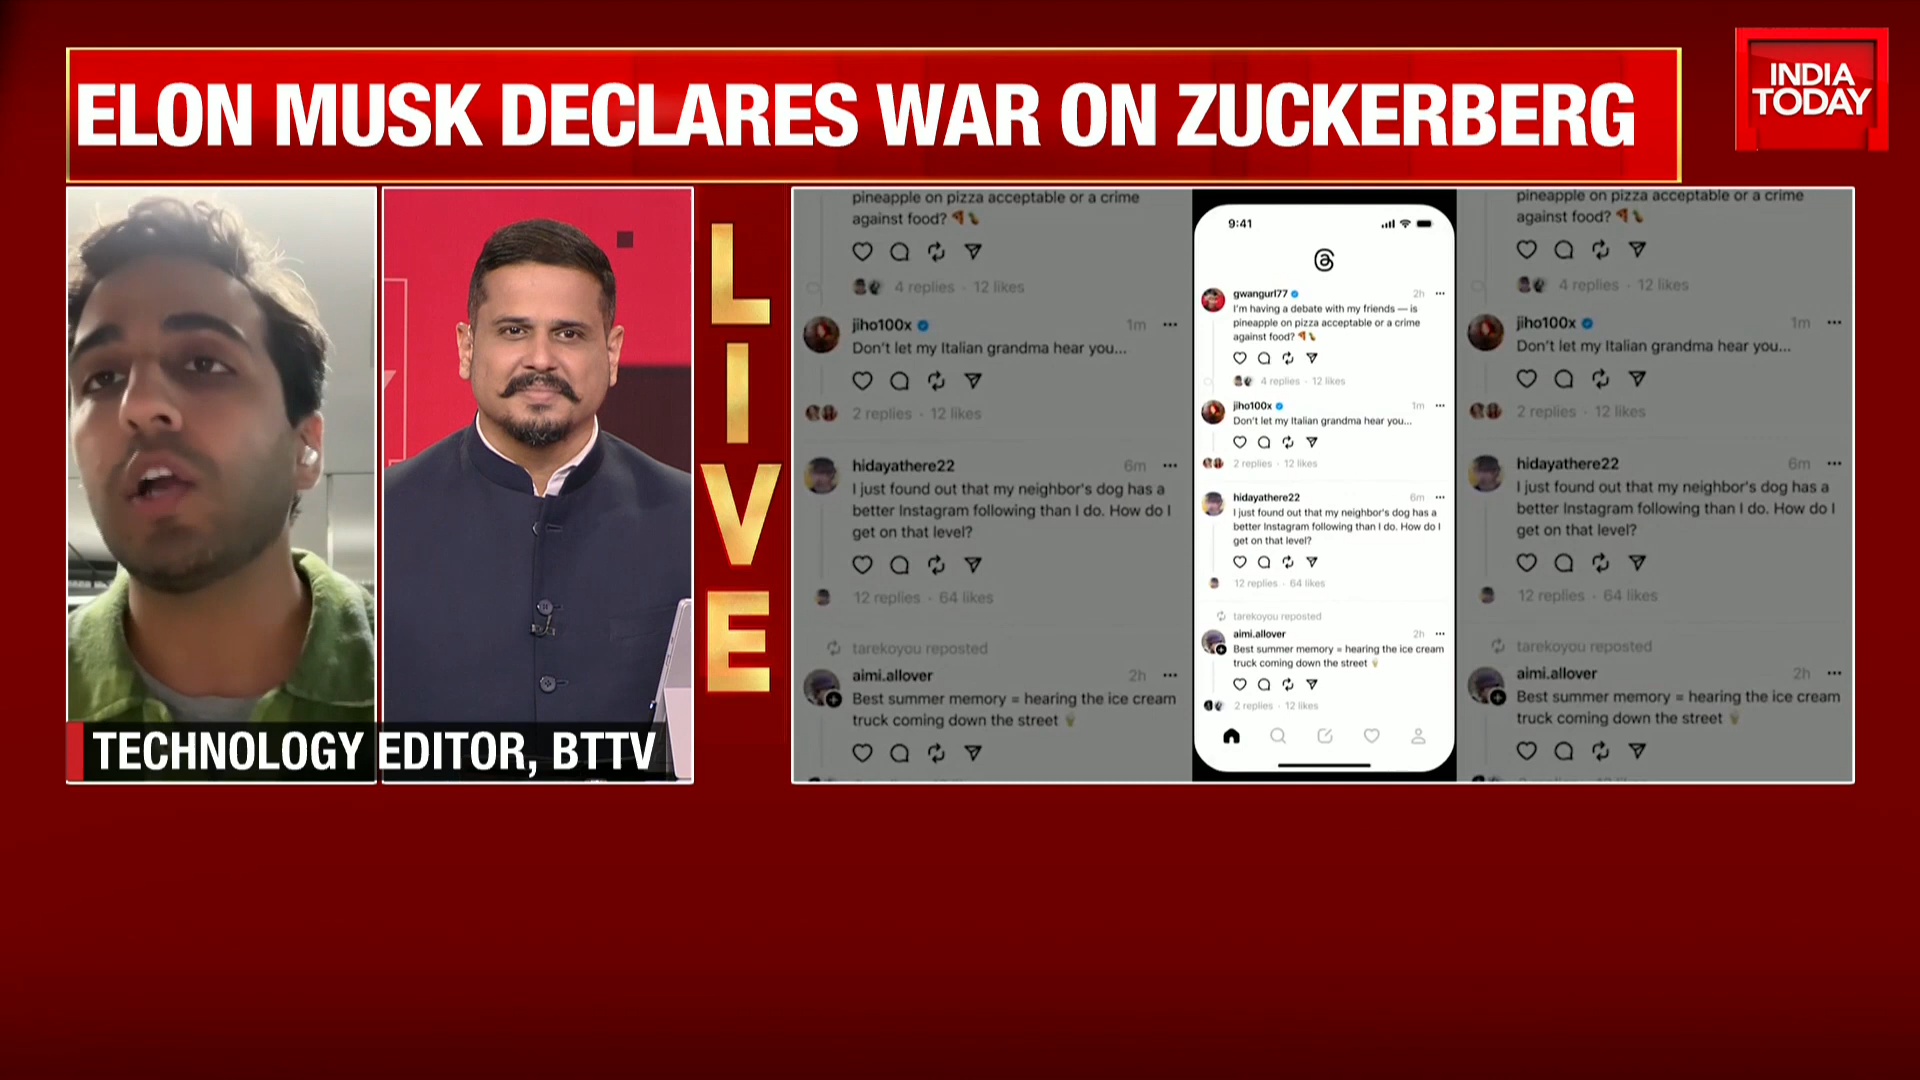 ELON MUSK DECLARES WAR ON ZUCKERBERG
INDIA
TODAY
LIVE
TECHNOLOGY EDITOR, BTTV
pineapple on pizza acceptable or a crime
against food?
4 replies · 12 likes
jiho100x 1m
Don't let my Italian grandma hear you...
2 replies · 12 likes
hidayathere22 6m
I just found out that my neighbor's dog has a
better Instagram following than I do. How do I
get on that level?
12 replies · 64 likes
tarekoyou reposted
aimi.allover 2h
Best summer memory = hearing the ice cream
truck coming down the street
9:41
gwangurl77 2h
I'm having a debate with my friends — is
pineapple on pizza acceptable or a crime
against food?
4 replies · 12 likes
jiho100x 1m
Don't let my Italian grandma hear you...
2 replies · 12 likes
hidayathere22 6m
I just found out that my neighbor's dog has a
better Instagram following than I do. How do I
get on that level?
12 replies · 64 likes
tarekoyou reposted
aimi.allover 2h
Best summer memory = hearing the ice cream
truck coming down the street
2 replies · 12 likes
pineapple on pizza acceptable or a crime
against food?
4 replies · 12 likes
jiho100x 1m
Don't let my Italian grandma hear you...
2 replies · 12 likes
hidayathere22 6m
I just found out that my neighbor's dog has a
better Instagram following than I do. How do I
get on that level?
12 replies · 64 likes
tarekoyou reposted
aimi.allover 2h
Best summer memory = hearing the ice cream
truck coming down the street